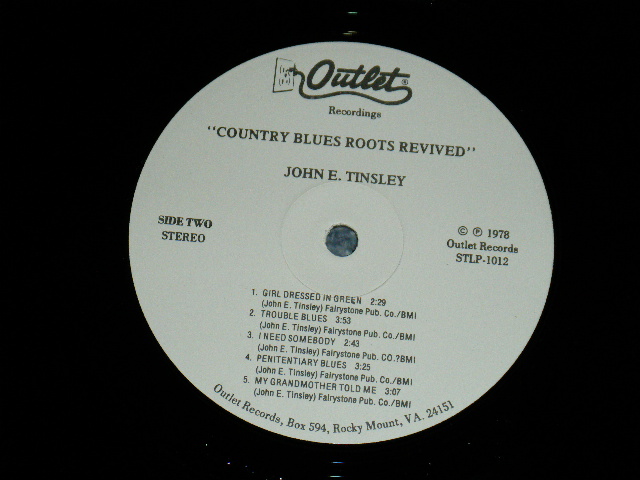 Outlet®
Recordings
"COUNTRY BLUES ROOTS REVIVED"
JOHN E. TINSLEY
SIDE TWO
STEREO
© ℗ 1978
Outlet Records
STLP-1012
1. GIRL DRESSED IN GREEN 2:29
(John E. Tinsley) Fairystone Pub. Co./BMI
2. TROUBLE BLUES 3:53
(John E. Tinsley) Fairystone Pub. Co./BMI
3. I NEED SOMEBODY 2:43
(John E. Tinsley) Fairystone Pub. CO.?BMI
4. PENITENTIARY BLUES 3:25
(John E. Tinsley) Fairystone Pub. Co./BMI
5. MY GRANDMOTHER TOLD ME 3:07
(John E. Tinsley) Fairystone Pub. Co./BMI
Outlet Records, Box 594, Rocky Mount, VA. 24151